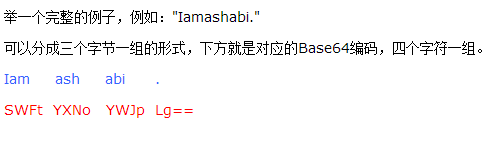 举一个完整的例子，例如："Iamashabi."
可以分成三个字节一组的形式，下方就是对应的Base64编码，四个字符一组。
Iam ash abi .
SWFt YXNo YWJp Lg==